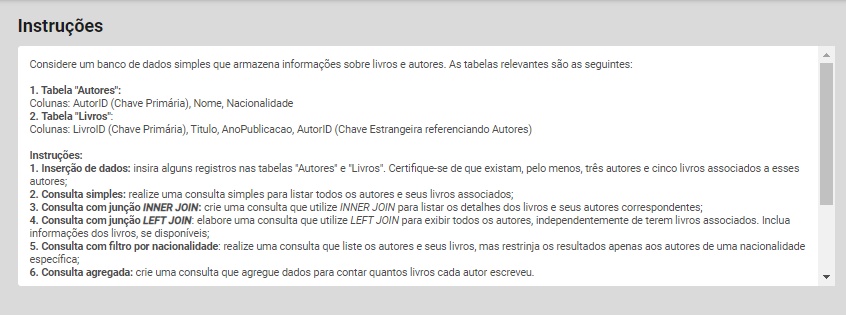 Instruções
Considere um banco de dados simples que armazena informações sobre livros e autores. As tabelas relevantes são as seguintes:
1. Tabela "Autores":
Colunas: AutorID (Chave Primária), Nome, Nacionalidade
2. Tabela "Livros":
Colunas: LivroID (Chave Primária), Titulo, AnoPublicacao, AutorID (Chave Estrangeira referenciando Autores)
Instruções:
1. Inserção de dados: insira alguns registros nas tabelas "Autores" e "Livros". Certifique-se de que existam, pelo menos, três autores e cinco livros associados a esses
autores;
2. Consulta simples: realize uma consulta simples para listar todos os autores e seus livros associados;
3. Consulta com junção INNER JOIN: crie uma consulta que utilize INNER JOIN para listar os detalhes dos livros e seus autores correspondentes;
4. Consulta com junção LEFT JOIN: elabore uma consulta que utilize LEFT JOIN para exibir todos os autores, independentemente de terem livros associados. Inclua
informações dos livros, se disponíveis;
5. Consulta com filtro por nacionalidade: realize uma consulta que liste os autores e seus livros, mas restrinja os resultados apenas aos autores de uma nacionalidade
específica;
6. Consulta agregada: crie uma consulta que agregue dados para contar quantos livros cada autor escreveu.